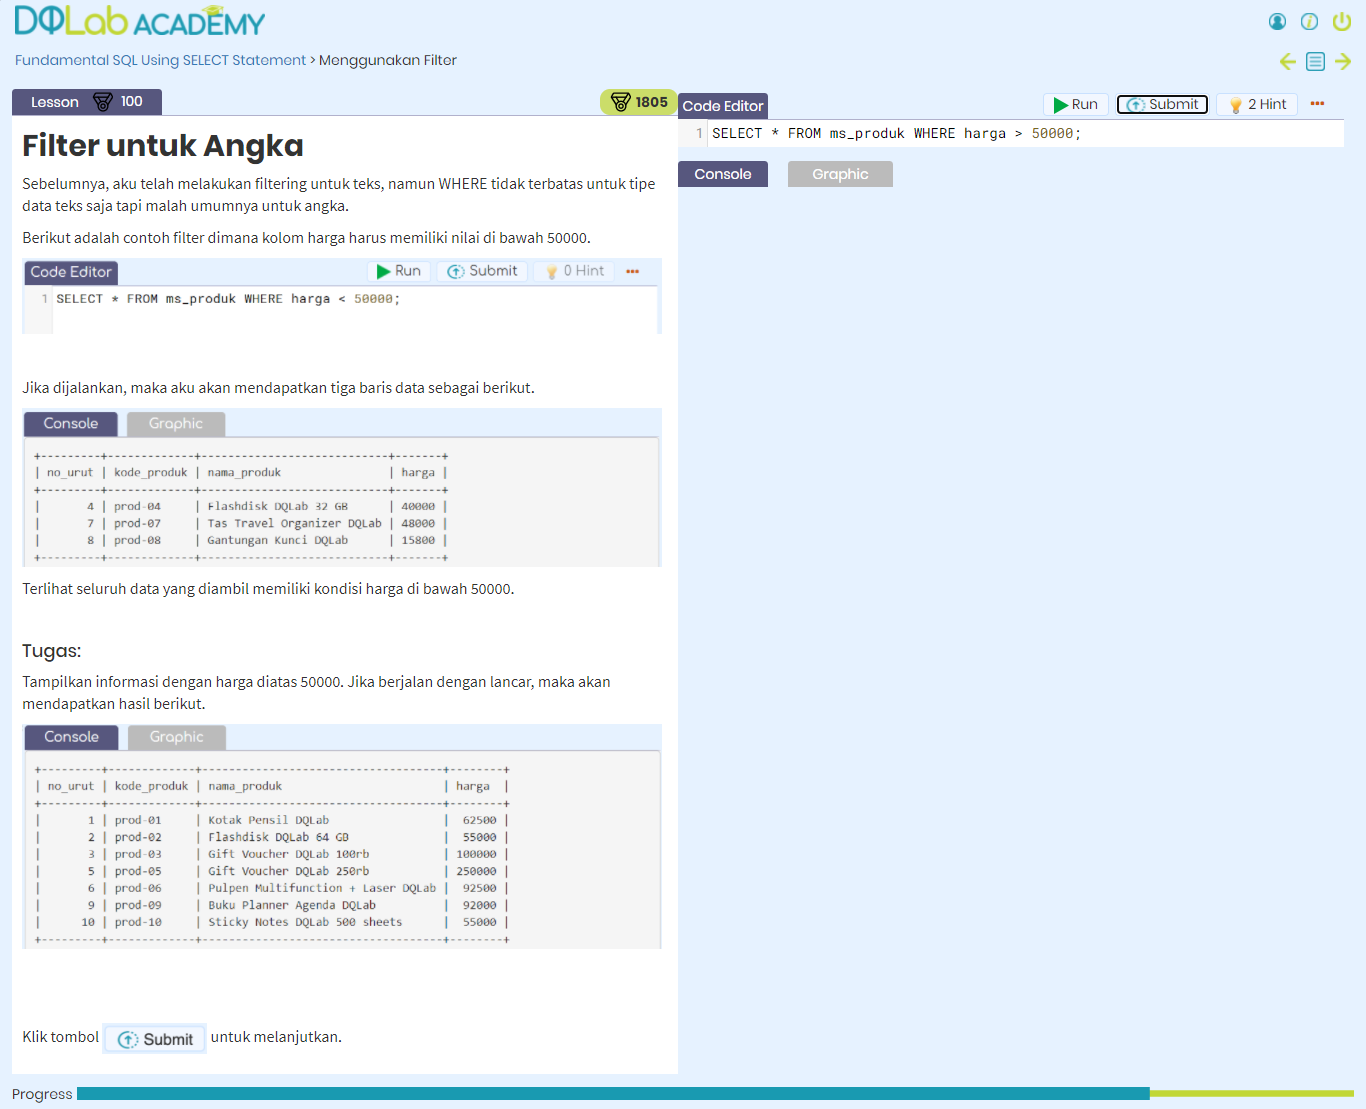 DQLab ACADEMY
Fundamental SQL Using SELECT Statement > Menggunakan Filter
Lesson 100
1805
Filter untuk Angka
Sebelumnya, aku telah melakukan filtering untuk teks, namun WHERE tidak terbatas untuk tipe
data teks saja tapi malah umumnya untuk angka.
Berikut adalah contoh filter dimana kolom harga harus memiliki nilai di bawah 50000.
Code Editor Run Submit 0 Hint
1 SELECT * FROM ms_produk WHERE harga < 50000;
Jika dijalankan, maka aku akan mendapatkan tiga baris data sebagai berikut.
Console Graphic
+---------+-------------+---------------------------+-------+
| no_urut | kode_produk | nama_produk | harga |
+---------+-------------+---------------------------+-------+
| 4 | prod-04 | Flashdisk DQLab 32 GB | 40000 |
| 7 | prod-07 | Tas Travel Organizer DQLab | 48000 |
| 8 | prod-08 | Gantungan Kunci DQLab | 15800 |
+---------+-------------+---------------------------+-------+
Terlihat seluruh data yang diambil memiliki kondisi harga di bawah 50000.
Tugas:
Tampilkan informasi dengan harga diatas 50000. Jika berjalan dengan lancar, maka akan
mendapatkan hasil berikut.
Console Graphic
+---------+-------------+----------------------------------+--------+
| no_urut | kode_produk | nama_produk | harga |
+---------+-------------+----------------------------------+--------+
| 1 | prod-01 | Kotak Pensil DQLab | 62500 |
| 2 | prod-02 | Flashdisk DQLab 64 GB | 55000 |
| 3 | prod-03 | Gift Voucher DQLab 100rb | 100000 |
| 5 | prod-05 | Gift Voucher DQLab 250rb | 250000 |
| 6 | prod-06 | Pulpen Multifunction + Laser DQLab | 92500 |
| 9 | prod-09 | Buku Planner Agenda DQLab | 92000 |
| 10 | prod-10 | Sticky Notes DQLab 500 sheets | 55000 |
+---------+-------------+----------------------------------+--------+
Klik tombol Submit untuk melanjutkan.
Code Editor Run Submit 2 Hint
1 SELECT * FROM ms_produk WHERE harga > 50000;
Console Graphic
Progress